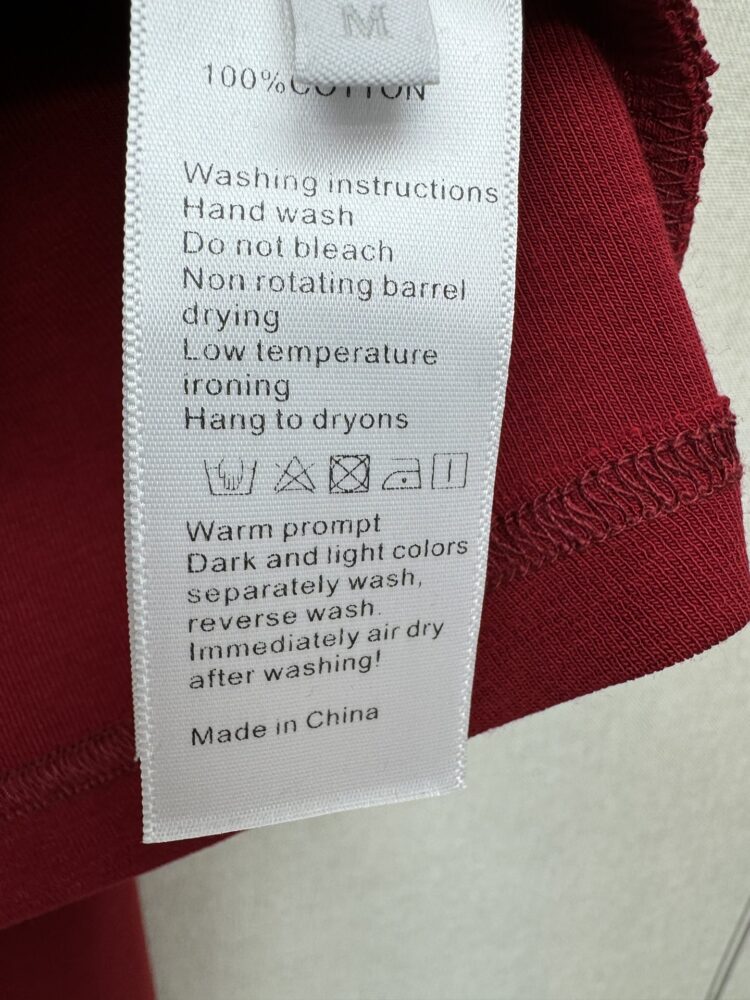 M
100%COTTON
Washing instructions
Hand wash
Do not bleach
Non rotating barrel
drying
Low temperature
ironing
Hang to dryons
Warm prompt
Dark and light colors
separately wash,
reverse wash.
Immediately air dry
after washing!
Made in China